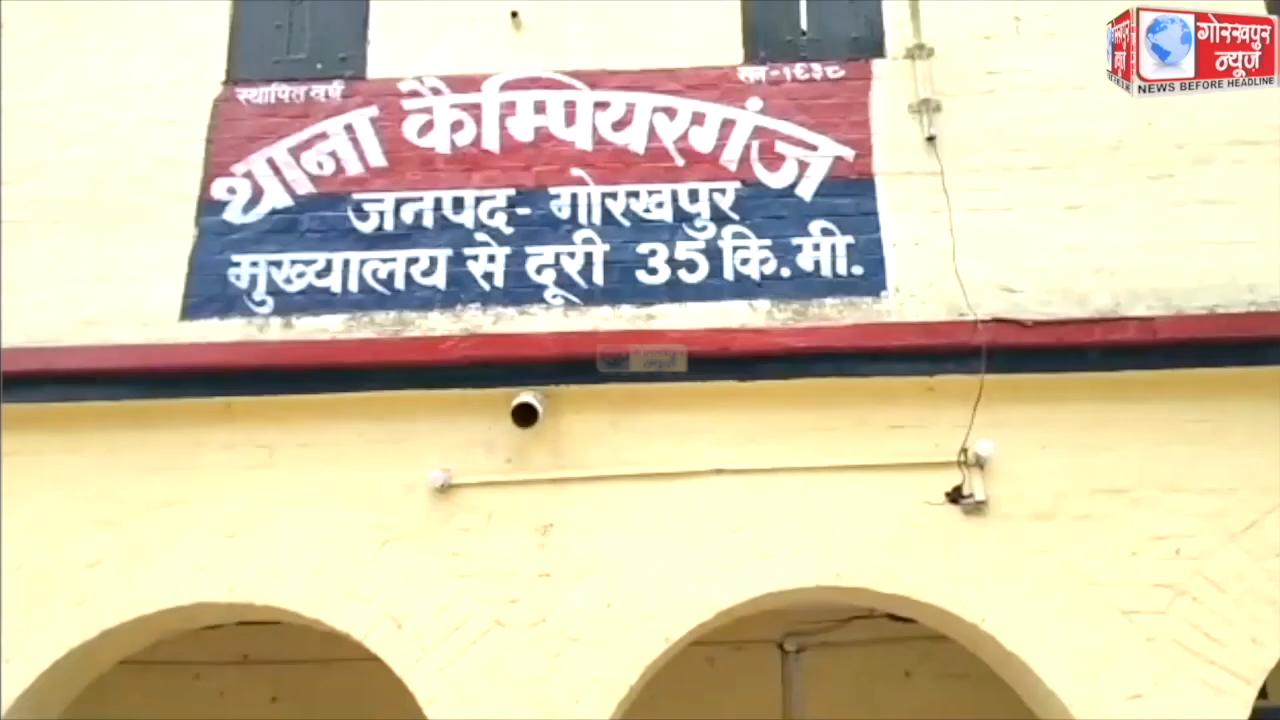 स्थापित वर्ष सन-१९३८
थाना कैम्पियरगंज
जनपद- गोरखपुर
मुख्यालय से दूरी 35 कि.मी.
गोरखपुर
न्यूज़
NEWS BEFORE HEADLINE